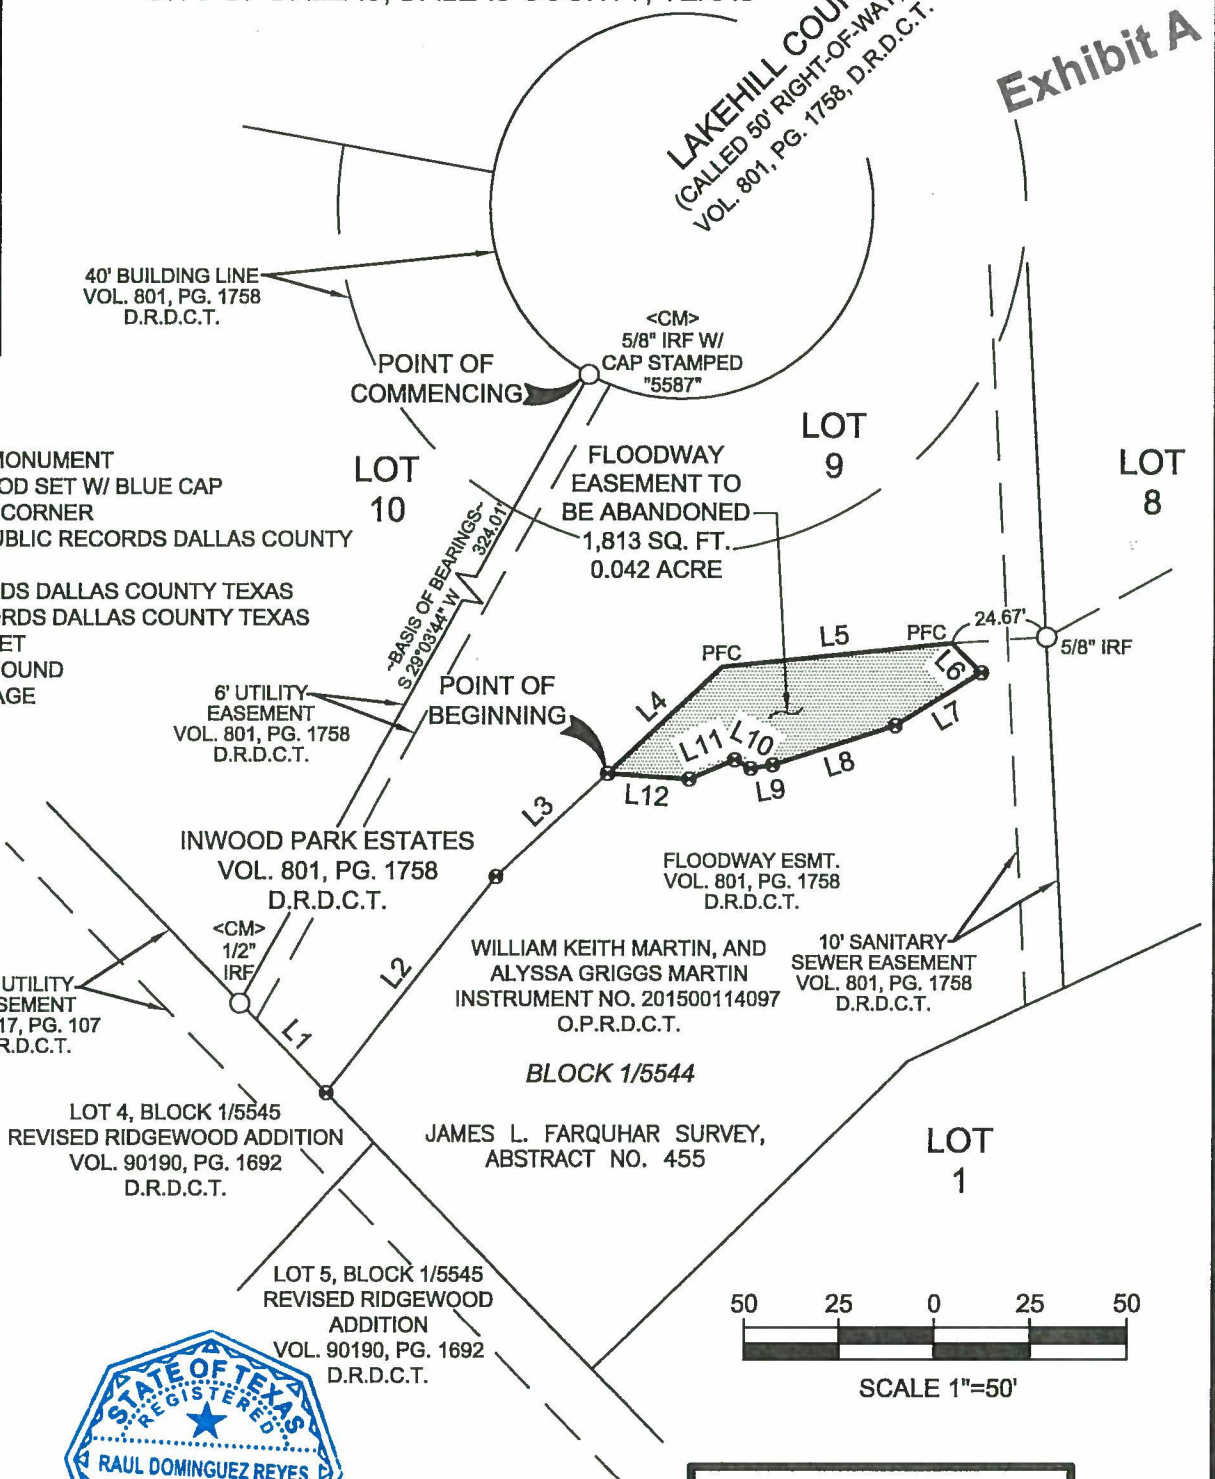 Exhibit A
LAKEHILL COU
(CALLED 50' RIGHT-OF-WAY,
VOL. 801, PG. 1758, D.R.D.C.T.
40' BUILDING LINE
VOL. 801, PG. 1758
D.R.D.C.T.
<CM>
5/8" IRF W/
CAP STAMPED
"5587"
POINT OF
COMMENCING
LOT
10
LOT
9
LOT
8
FLOODWAY
EASEMENT TO
BE ABANDONED
1,813 SQ. FT.
0.042 ACRE
MONUMENT
OD SET W/ BLUE CAP
CORNER
UBLIC RECORDS DALLAS COUNTY
DS DALLAS COUNTY TEXAS
RDS DALLAS COUNTY TEXAS
ET
OUND
AGE
~BASIS OF BEARINGS~
S 29°03'44" W 324.01'
6' UTILITY
EASEMENT
VOL. 801, PG. 1758
D.R.D.C.T.
POINT OF
BEGINNING
PFC
L5
PFC
24.67'
5/8" IRF
L4
L6
L7
L8
L9
L10
L11
L12
L3
INWOOD PARK ESTATES
VOL. 801, PG. 1758
D.R.D.C.T.
FLOODWAY ESMT.
VOL. 801, PG. 1758
D.R.D.C.T.
<CM>
1/2"
IRF
L2
L1
WILLIAM KEITH MARTIN, AND
ALYSSA GRIGGS MARTIN
INSTRUMENT NO. 201500114097
O.P.R.D.C.T.
10' SANITARY
SEWER EASEMENT
VOL. 801, PG. 1758
D.R.D.C.T.
UTILITY
SEMENT
17, PG. 107
R.D.C.T.
BLOCK 1/5544
JAMES L. FARQUHAR SURVEY,
ABSTRACT NO. 455
LOT
1
LOT 4, BLOCK 1/5545
REVISED RIDGEWOOD ADDITION
VOL. 90190, PG. 1692
D.R.D.C.T.
LOT 5, BLOCK 1/5545
REVISED RIDGEWOOD
ADDITION
VOL. 90190, PG. 1692
D.R.D.C.T.
50 25 0 25 50
SCALE 1"=50'
STATE OF TEXAS
REGISTERED
RAUL DOMINGUEZ REYES